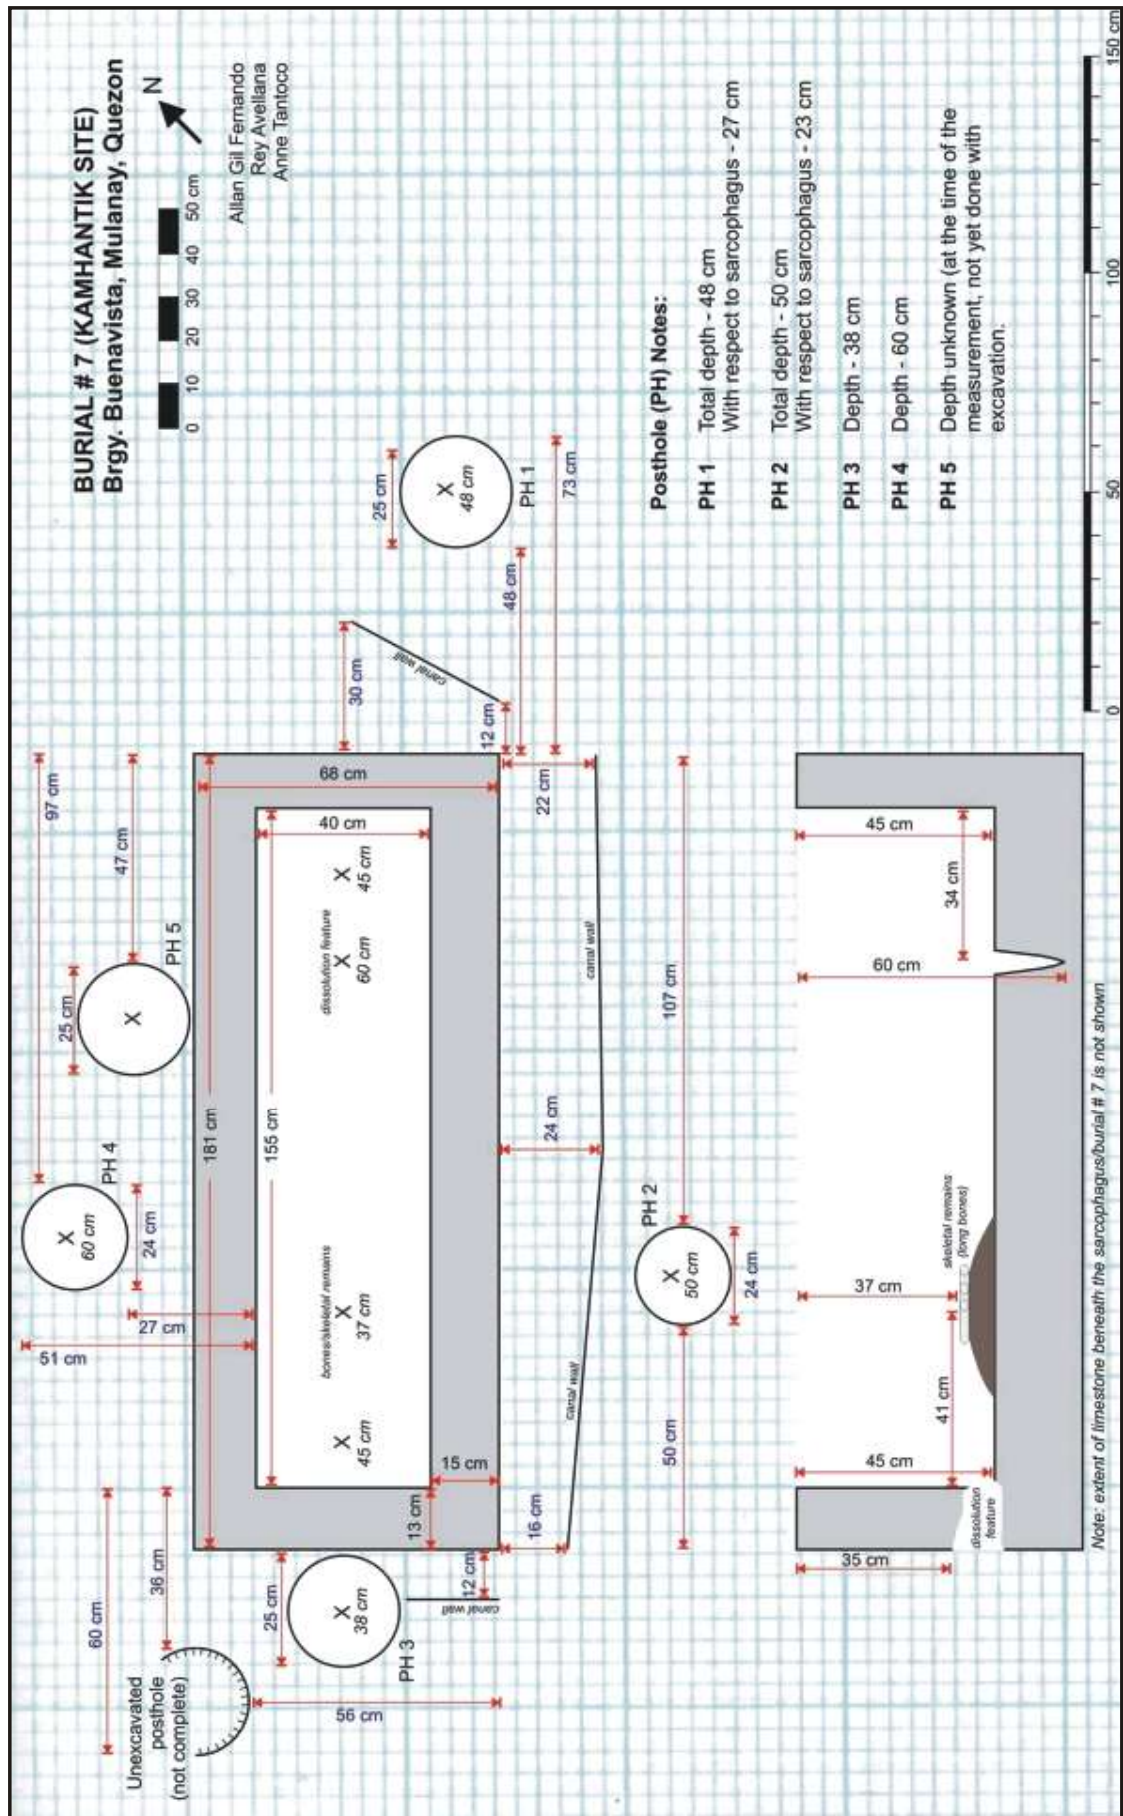 BURIAL # 7 (KAMHANTIK SITE)
Brgy. Buenavista, Mulanay, Quezon
0 10 20 30 40 50 cm
N
Allan Gil Fernando
Rey Avellana
Anne Tantoco
60 cm
36 cm
97 cm
47 cm
Unexcavated
posthole
(not complete)
51 cm
27 cm
60 cm
24 cm
PH 4
25 cm
PH 5
56 cm
25 cm
38 cm
PH 3
12 cm
canal wall
181 cm
155 cm
68 cm
40 cm
13 cm
15 cm
45 cm
bones/skeletal remains
37 cm
dissolution feature
60 cm
45 cm
30 cm
canal wall
12 cm
48 cm
73 cm
25 cm
48 cm
PH 1
16 cm
canal wall
24 cm
canal wall
22 cm
50 cm
PH 2
50 cm
24 cm
107 cm
Posthole (PH) Notes:
PH 1 Total depth - 48 cm
With respect to sarcophagus - 27 cm
PH 2 Total depth - 50 cm
With respect to sarcophagus - 23 cm
PH 3 Depth - 38 cm
PH 4 Depth - 60 cm
PH 5 Depth unknown (at the time of the
measurement, not yet done with
excavation.
35 cm
dissolution
feature
45 cm
41 cm
37 cm
skeletal remains
(long bones)
60 cm
34 cm
45 cm
0 50 100 150 cm
Note: extent of limestone beneath the sarcophagus/burial # 7 is not shown